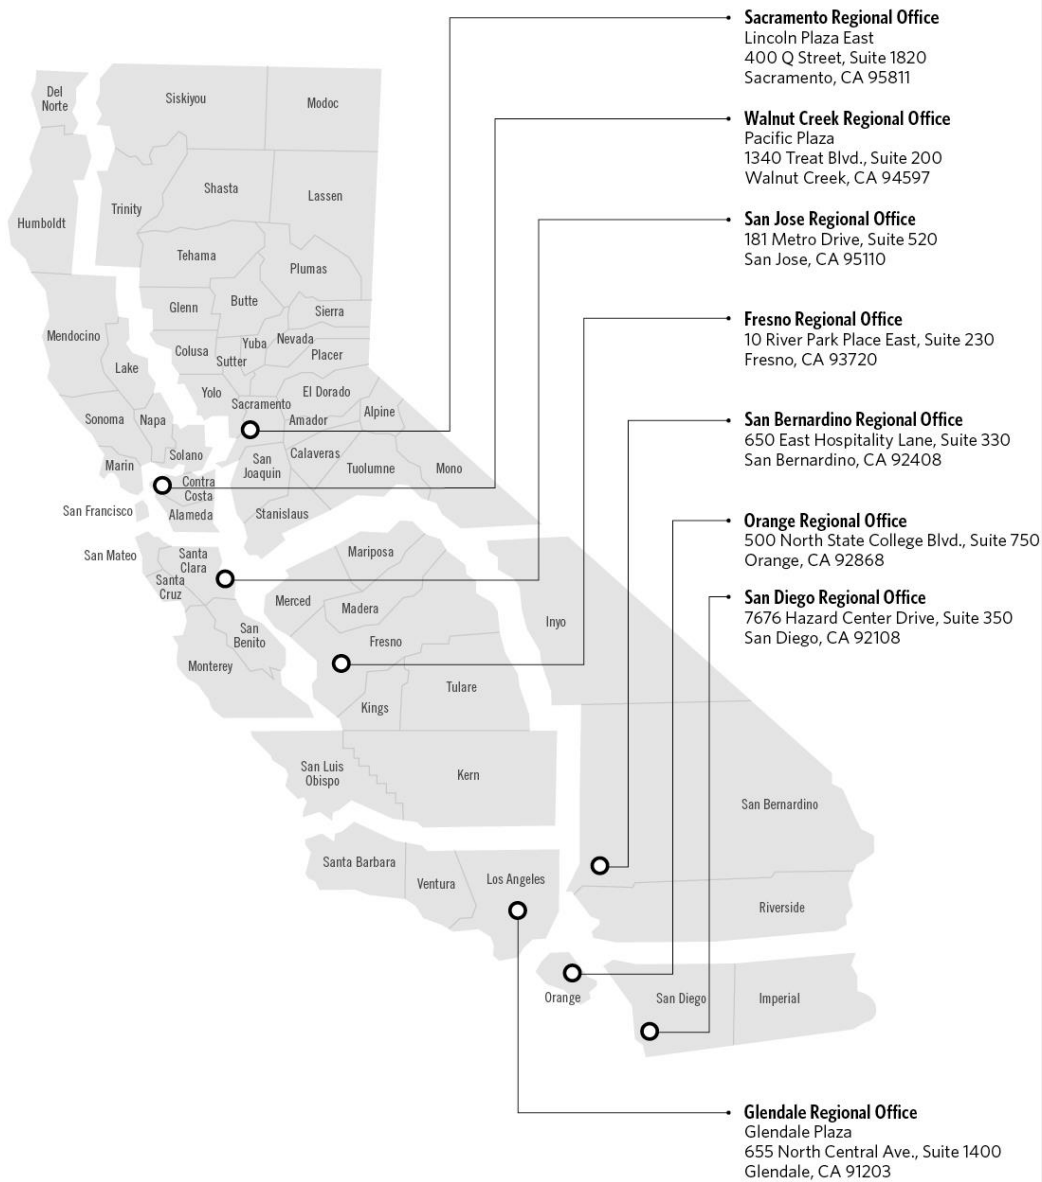 Sacramento Regional Office
Lincoln Plaza East
400 Q Street, Suite 1820
Sacramento, CA 95811
Walnut Creek Regional Office
Pacific Plaza
1340 Treat Blvd., Suite 200
Walnut Creek, CA 94597
San Jose Regional Office
181 Metro Drive, Suite 520
San Jose, CA 95110
Fresno Regional Office
10 River Park Place East, Suite 230
Fresno, CA 93720
San Bernardino Regional Office
650 East Hospitality Lane, Suite 330
San Bernardino, CA 92408
Orange Regional Office
500 North State College Blvd., Suite 750
Orange, CA 92868
San Diego Regional Office
7676 Hazard Center Drive, Suite 350
San Diego, CA 92108
Glendale Regional Office
Glendale Plaza
655 North Central Ave., Suite 1400
Glendale, CA 91203
Del
Norte
Siskiyou
Modoc
Humboldt
Trinity
Shasta
Lassen
Tehama
Plumas
Glenn
Butte
Sierra
Mendocino
Lake
Colusa
Sutter
Yuba
Nevada
Placer
Yolo
Sacramento
El Dorado
Alpine
Amador
Sonoma
Napa
Solano
Marin
San
Joaquin
Calaveras
Tuolumne
Mono
Contra
Costa
San Francisco
Alameda
Stanislaus
San Mateo
Santa
Clara
Santa
Cruz
Mariposa
Merced
Madera
San
Benito
Fresno
Inyo
Monterey
Tulare
Kings
San Luis
Obispo
Kern
San Bernardino
Santa Barbara
Ventura
Los Angeles
Riverside
Orange
San Diego
Imperial